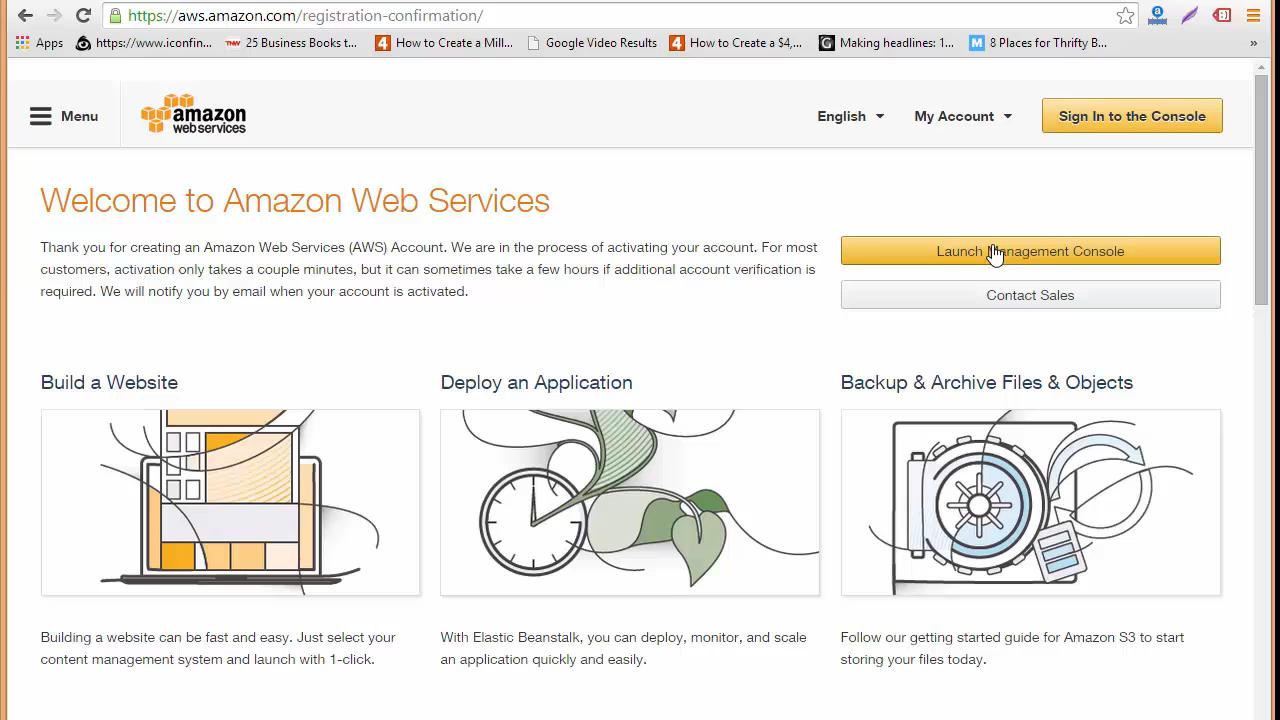 https://aws.amazon.com/registration-confirmation/
Apps https://www.iconfin... 25 Business Books t... How to Create a Mill... Google Video Results How to Create a $4,... Making headlines: 1... 8 Places for Thrifty B... »
Menu amazon web services English My Account Sign In to the Console
Welcome to Amazon Web Services
Thank you for creating an Amazon Web Services (AWS) Account. We are in the process of activating your account. For most
customers, activation only takes a couple minutes, but it can sometimes take a few hours if additional account verification is
required. We will notify you by email when your account is activated.
Launch Management Console
Contact Sales
Build a Website
Deploy an Application
Backup & Archive Files & Objects
Building a website can be fast and easy. Just select your
content management system and launch with 1-click.
With Elastic Beanstalk, you can deploy, monitor, and scale
an application quickly and easily.
Follow our getting started guide for Amazon S3 to start
storing your files today.